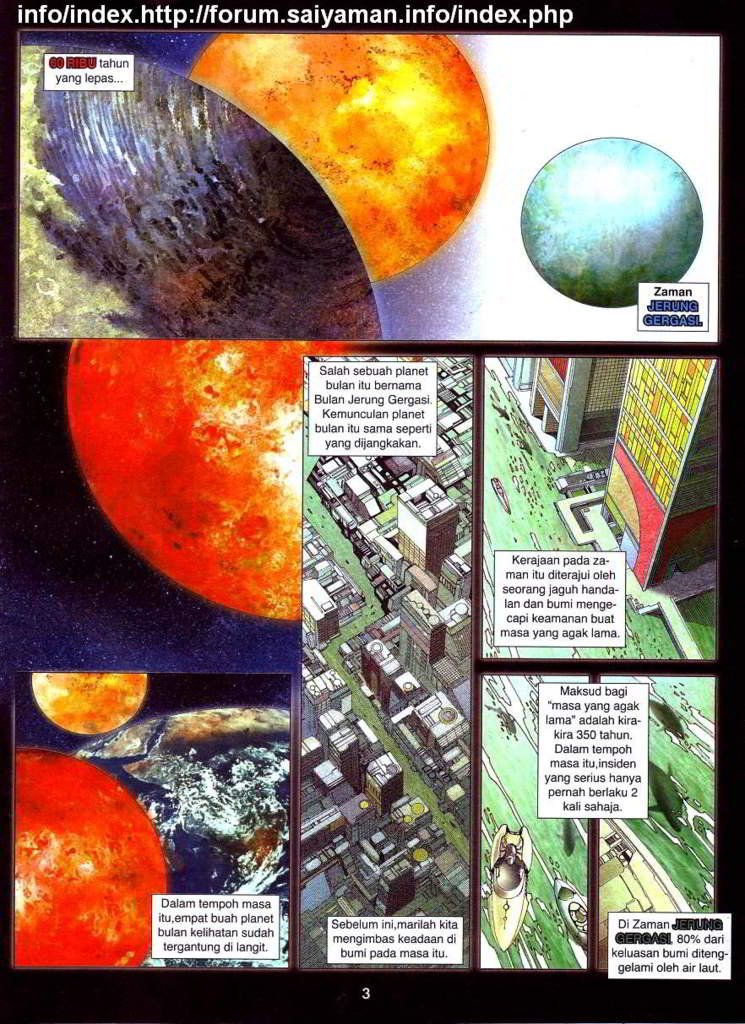 info/index.http://forum.saiyaman.info/index.php
60 RIBU tahun
yang lepas...
Zaman
JERUNG
GERGASI.
Salah sebuah planet
bulan itu bernama
Bulan Jerung Gergasi.
Kemunculan planet
bulan itu sama seperti
yang dijangkakan.
Kerajaan pada za-
man itu diterajui oleh
seorang jaguh handa-
lan dan bumi menge-
capi keamanan buat
masa yang agak lama.
Dalam tempoh masa
itu,empat buah planet
bulan kelihatan sudah
tergantung di langit.
Sebelum ini,marilah kita
mengimbas keadaan di
bumi pada masa itu.
Maksud bagi
"masa yang agak
lama" adalah kira-
kira 350 tahun.
Dalam tempoh
masa itu,insiden
yang serius hanya
pernah berlaku 2
kali sahaja.
Di Zaman JERUNG
GERGASI, 80% dari
keluasan bumi diteng-
gelami oleh air laut.
3